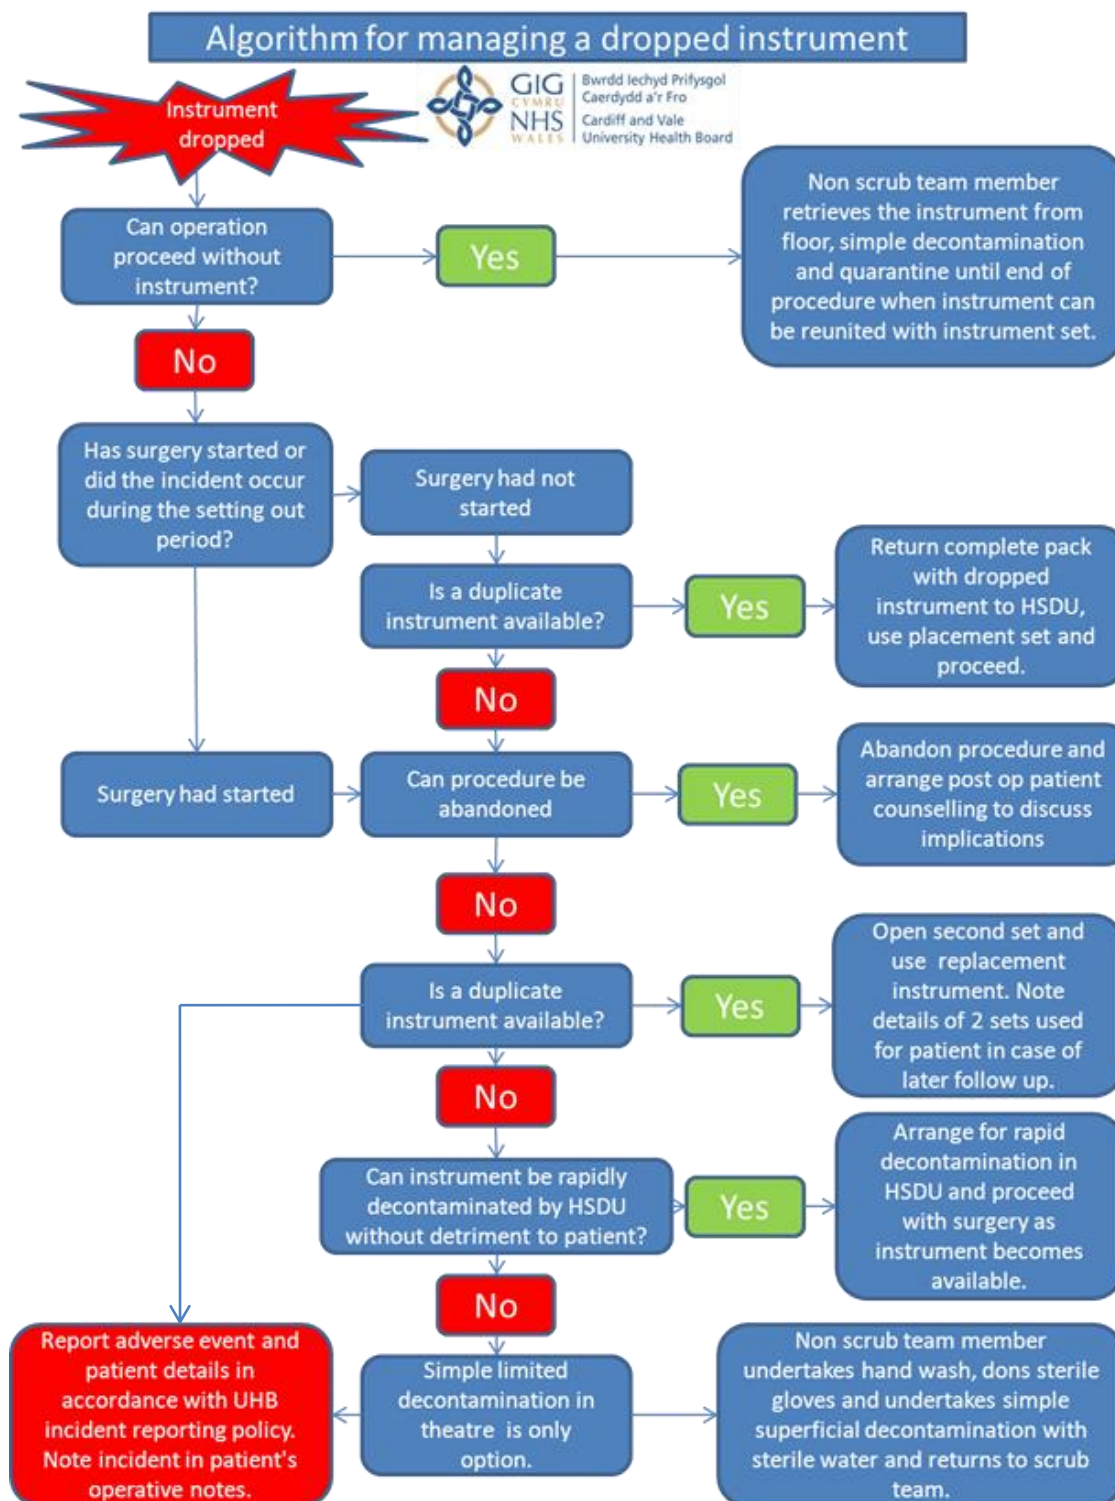 Algorithm for managing a dropped instrument
Instrument
dropped
GIG
CYMRU
NHS
WALES
Bwrdd Iechyd Prifysgol
Caerdydd a'r Fro
Cardiff and Vale
University Health Board
Can operation
proceed without
instrument?
Yes
Non scrub team member
retrieves the instrument from
floor, simple decontamination
and quarantine until end of
procedure when instrument can
be reunited with instrument set.
No
Has surgery started or
did the incident occur
during the setting out
period?
Surgery had not
started
Is a duplicate
instrument available?
Yes
Return complete pack
with dropped
instrument to HSDU,
use placement set and
proceed.
No
Surgery had started
Can procedure be
abandoned
Yes
Abandon procedure and
arrange post op patient
counselling to discuss
implications
No
Is a duplicate
instrument available?
Yes
Open second set and
use replacement
instrument. Note
details of 2 sets used
for patient in case of
later follow up.
No
Can instrument be rapidly
decontaminated by HSDU
without detriment to patient?
Yes
Arrange for rapid
decontamination in
HSDU and proceed
with surgery as
instrument becomes
available.
No
Report adverse event and
patient details in
accordance with UHB
incident reporting policy.
Note incident in patient's
operative notes.
Simple limited
decontamination in
theatre is only
option.
Non scrub team member
undertakes hand wash, dons sterile
gloves and undertakes simple
superficial decontamination with
sterile water and returns to scrub
team.